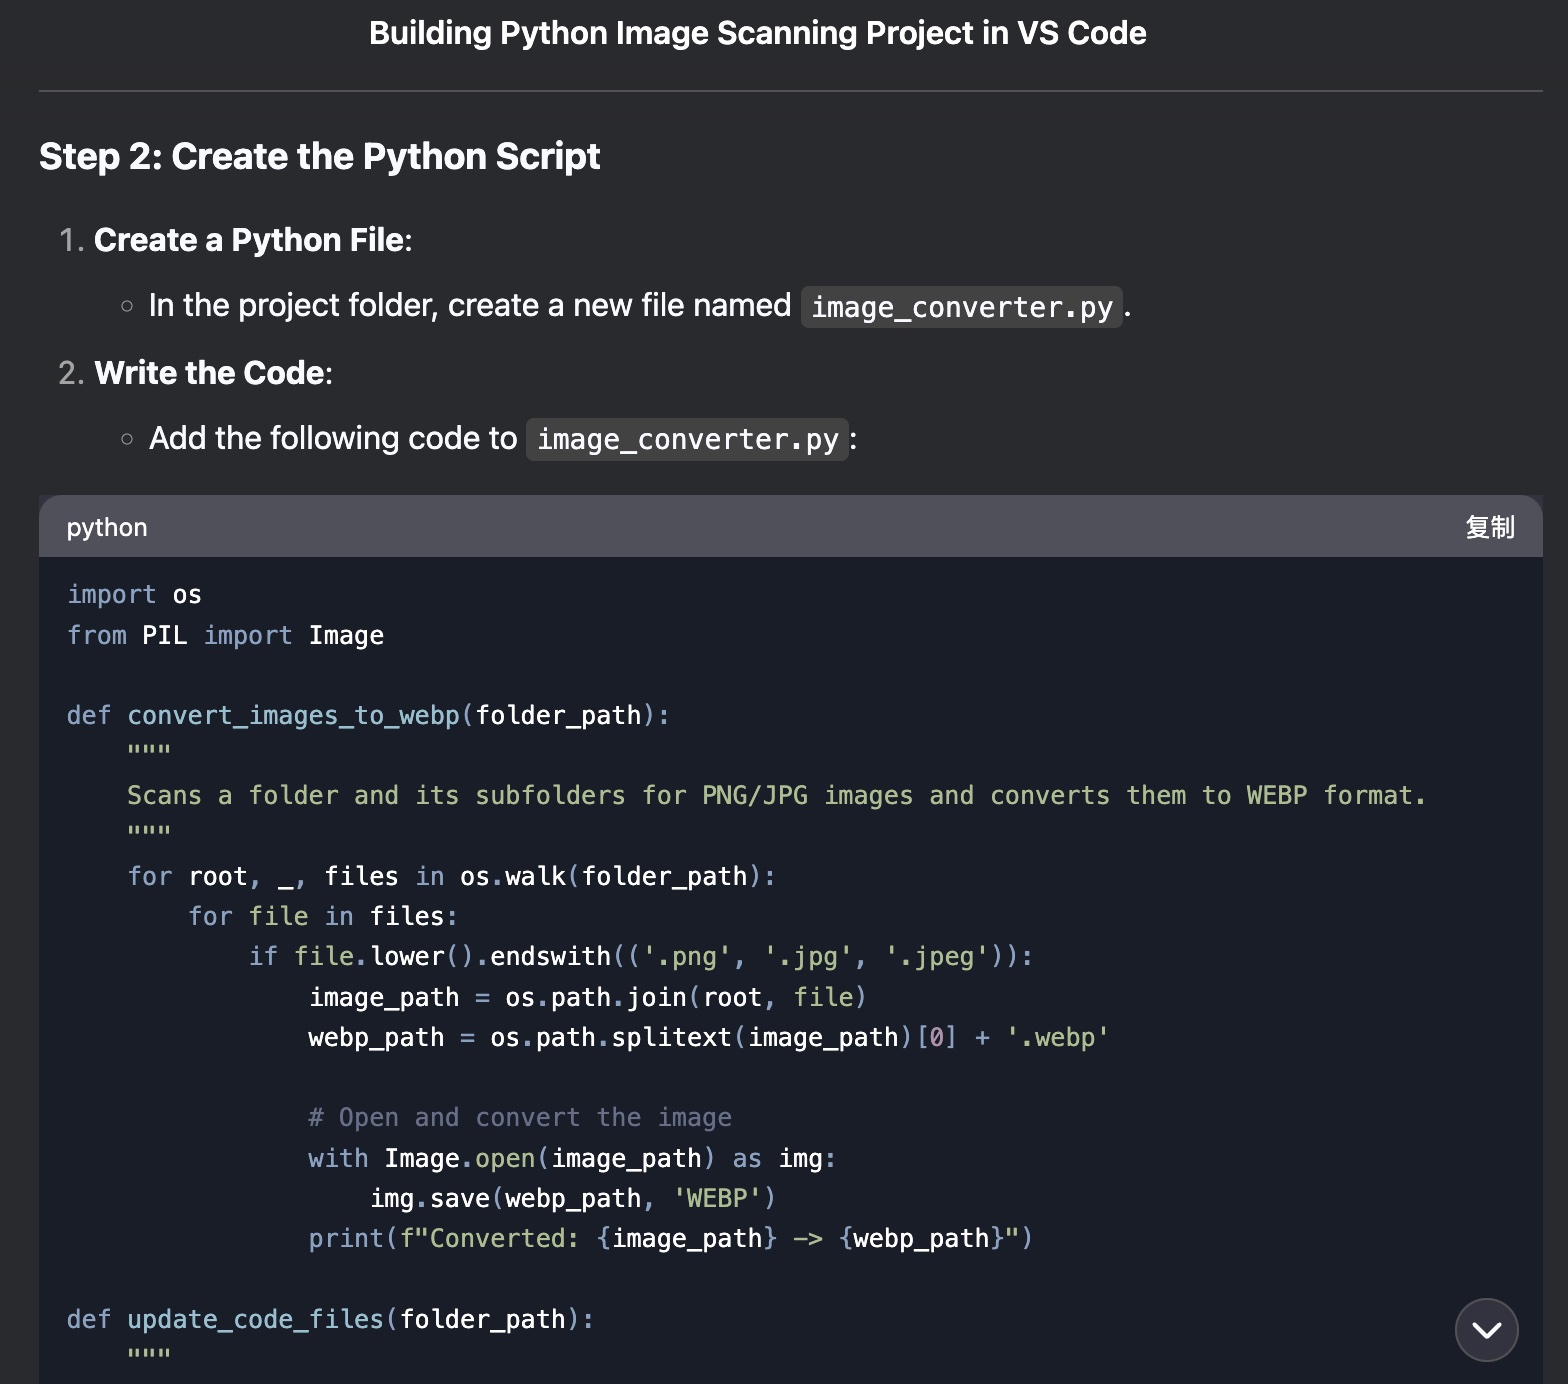 Building Python Image Scanning Project in VS Code
Step 2: Create the Python Script
1. Create a Python File:
○ In the project folder, create a new file named image_converter.py.
2. Write the Code:
○ Add the following code to image_converter.py:
python 复制
import os
from PIL import Image

def convert_images_to_webp(folder_path):
    """
    Scans a folder and its subfolders for PNG/JPG images and converts them to WEBP format.
    """
    for root, _, files in os.walk(folder_path):
        for file in files:
            if file.lower().endswith(('.png', '.jpg', '.jpeg')):
                image_path = os.path.join(root, file)
                webp_path = os.path.splitext(image_path)[0] + '.webp'

                # Open and convert the image
                with Image.open(image_path) as img:
                    img.save(webp_path, 'WEBP')
                print(f"Converted: {image_path} -> {webp_path}")

def update_code_files(folder_path):
    """